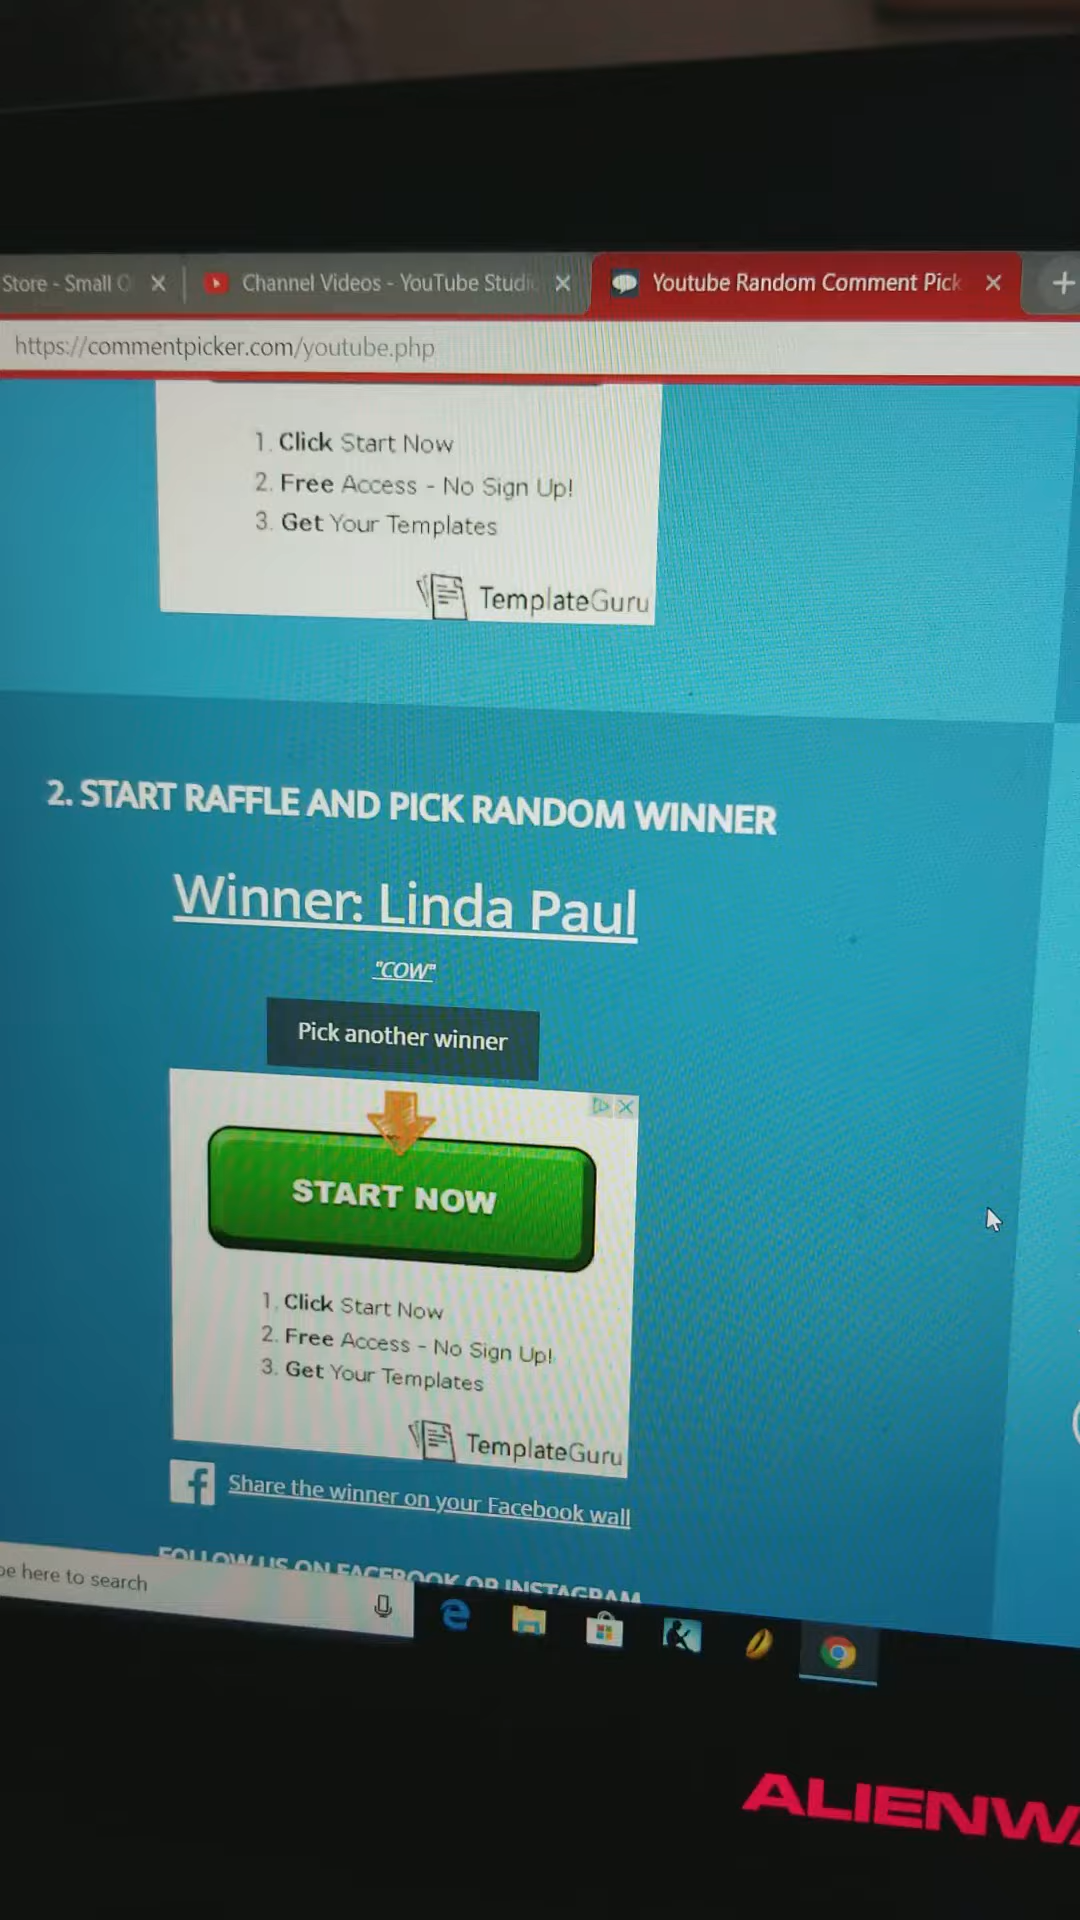 Store - Small
Channel Videos - YouTube Studi
Youtube Random Comment Pick
https://commentpicker.com/youtube.php
1. Click Start Now
2. Free Access - No Sign Up!
3. Get Your Templates
TemplateGuru
2. START RAFFLE AND PICK RANDOM WINNER
Winner: Linda Paul
"COW"
Pick another winner
START NOW
1. Click Start Now
2. Free Access - No Sign Up!
3. Get Your Templates
TemplateGuru
Share the winner on your Facebook wall
FOLLOW US ON FACEBOOK OR INSTAGRAM
pe here to search
ALIENWA